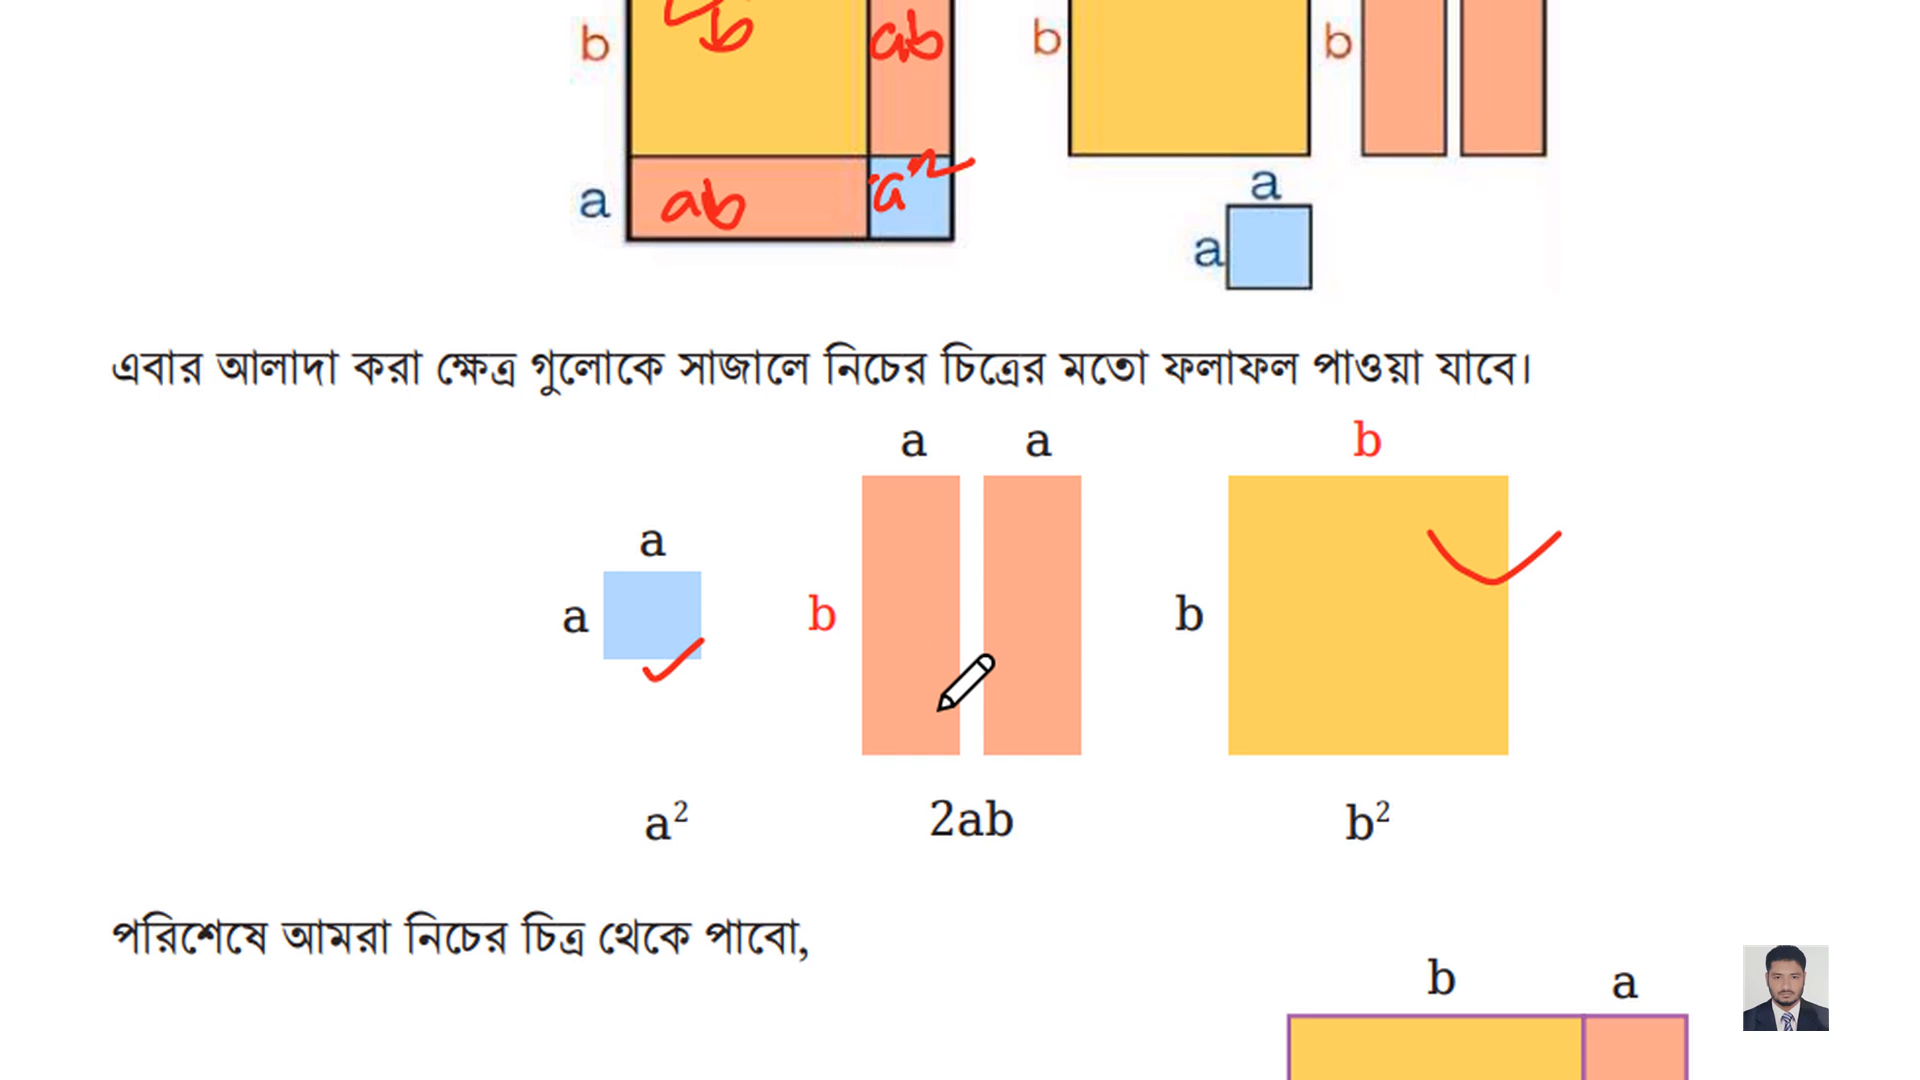 b b ab b b
a ab a² a
a
এবার আলাদা করা ক্ষেত্র গুলোকে সাজালে নিচের চিত্রের মতো ফলাফল পাওয়া যাবে।
a a b
a
a b b
a² 2ab b²
পরিশেষে আমরা নিচের চিত্র থেকে পাবো,
b a